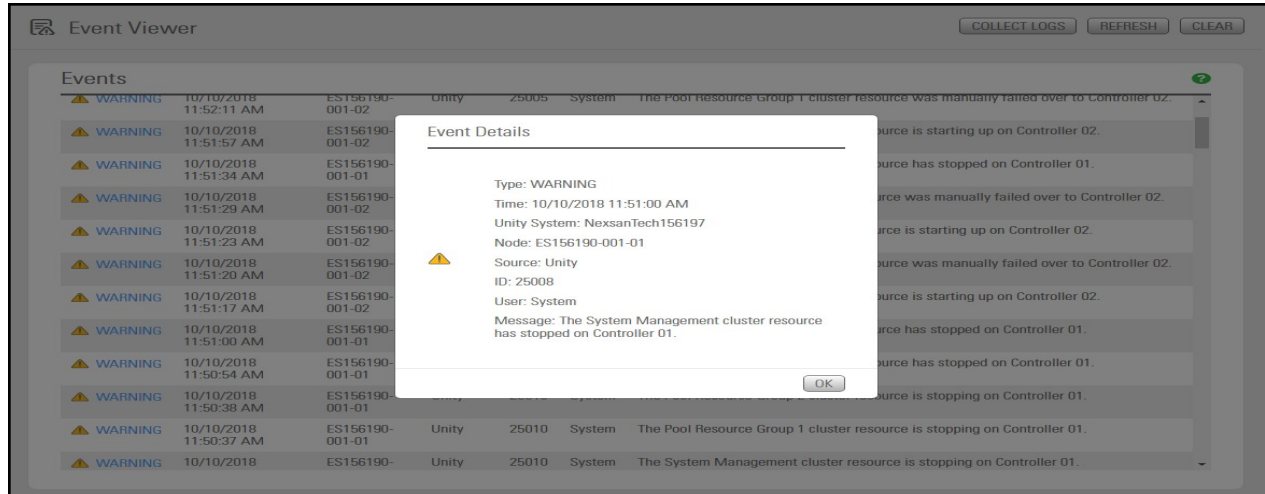 Event Viewer
COLLECT LOGS REFRESH CLEAR
Events
WARNING 10/10/2018 ES156190- Unity 25005 System The Pool Resource Group 1 cluster resource was manually failed over to Controller 02.
11:52:11 AM 001-02
WARNING 10/10/2018 ES156190- urce is starting up on Controller 02.
11:51:57 AM 001-02
WARNING 10/10/2018 ES156190- urce has stopped on Controller 01.
11:51:34 AM 001-01
WARNING 10/10/2018 ES156190- rce was manually failed over to Controller 02.
11:51:29 AM 001-02
WARNING 10/10/2018 ES156190- rce is starting up on Controller 02.
11:51:23 AM 001-02
WARNING 10/10/2018 ES156190- urce was manually failed over to Controller 02.
11:51:20 AM 001-02
WARNING 10/10/2018 ES156190- urce is starting up on Controller 02.
11:51:17 AM 001-02
WARNING 10/10/2018 ES156190- rce has stopped on Controller 01.
11:51:00 AM 001-01
WARNING 10/10/2018 ES156190- urce has stopped on Controller 01.
11:50:54 AM 001-01
WARNING 10/10/2018 ES156190- urce is stopping on Controller 01.
11:50:38 AM 001-01
WARNING 10/10/2018 ES156190- Unity 25010 System The Pool Resource Group 1 cluster resource is stopping on Controller 01.
11:50:37 AM 001-01
WARNING 10/10/2018 ES156190- Unity 25010 System The System Management cluster resource is stopping on Controller 01.
Event Details
Type: WARNING
Time: 10/10/2018 11:51:00 AM
Unity System: NexsanTech156197
Node: ES156190-001-01
Source: Unity
ID: 25008
User: System
Message: The System Management cluster resource
has stopped on Controller 01.
OK